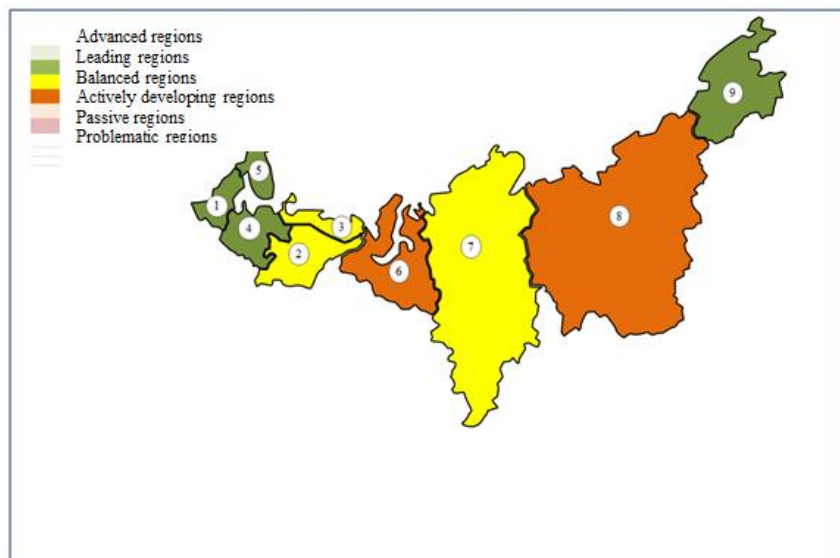 Advanced regions
Leading regions
Balanced regions
Actively developing regions
Passive regions
Problematic regions
9
5
1
8
4
3
7
2
6